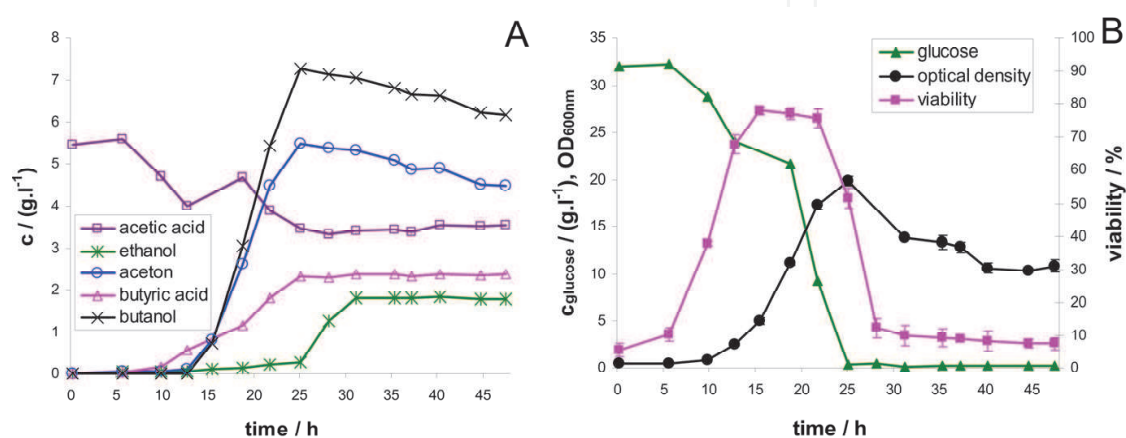 A
8
7
6
5
4
3
2
1
0
c / (g.l-1)
acetic acid
ethanol
aceton
butyric acid
butanol
0 5 10 15 20 25 30 35 40 45
time / h
B
35
30
25
20
15
10
5
0
cglucose / (g.l-1), OD600nm
glucose
optical density
viability
100
90
80
70
60
50
40
30
20
10
0
viability / %
0 5 10 15 20 25 30 35 40 45
time / h